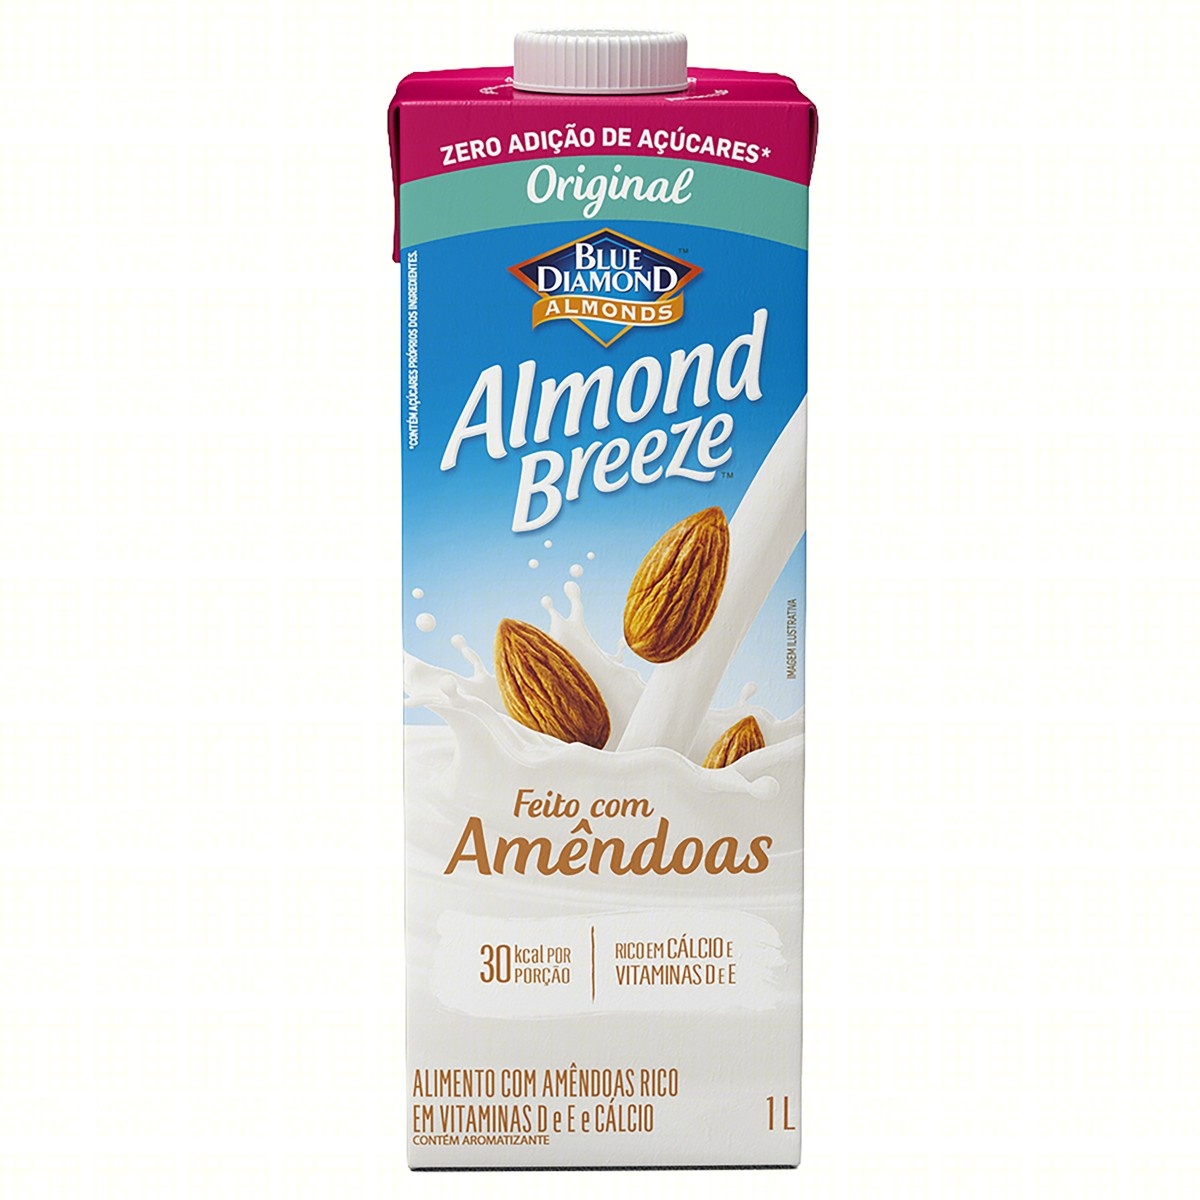 ZERO ADIÇÃO DE AÇÚCARES*
Original
BLUE
DIAMOND
ALMONDS
™
*CONTÉM AÇÚCARES PRÓPRIOS DOS INGREDIENTES.
Almond
Breeze
™
IMAGEM ILUSTRATIVA
Feito com
Amêndoas
30 kcal POR
PORÇÃO
RICO EM CÁLCIO E
VITAMINAS D e E
ALIMENTO COM AMÊNDOAS RICO
EM VITAMINAS D e E e CÁLCIO
CONTÉM AROMATIZANTE
1 L